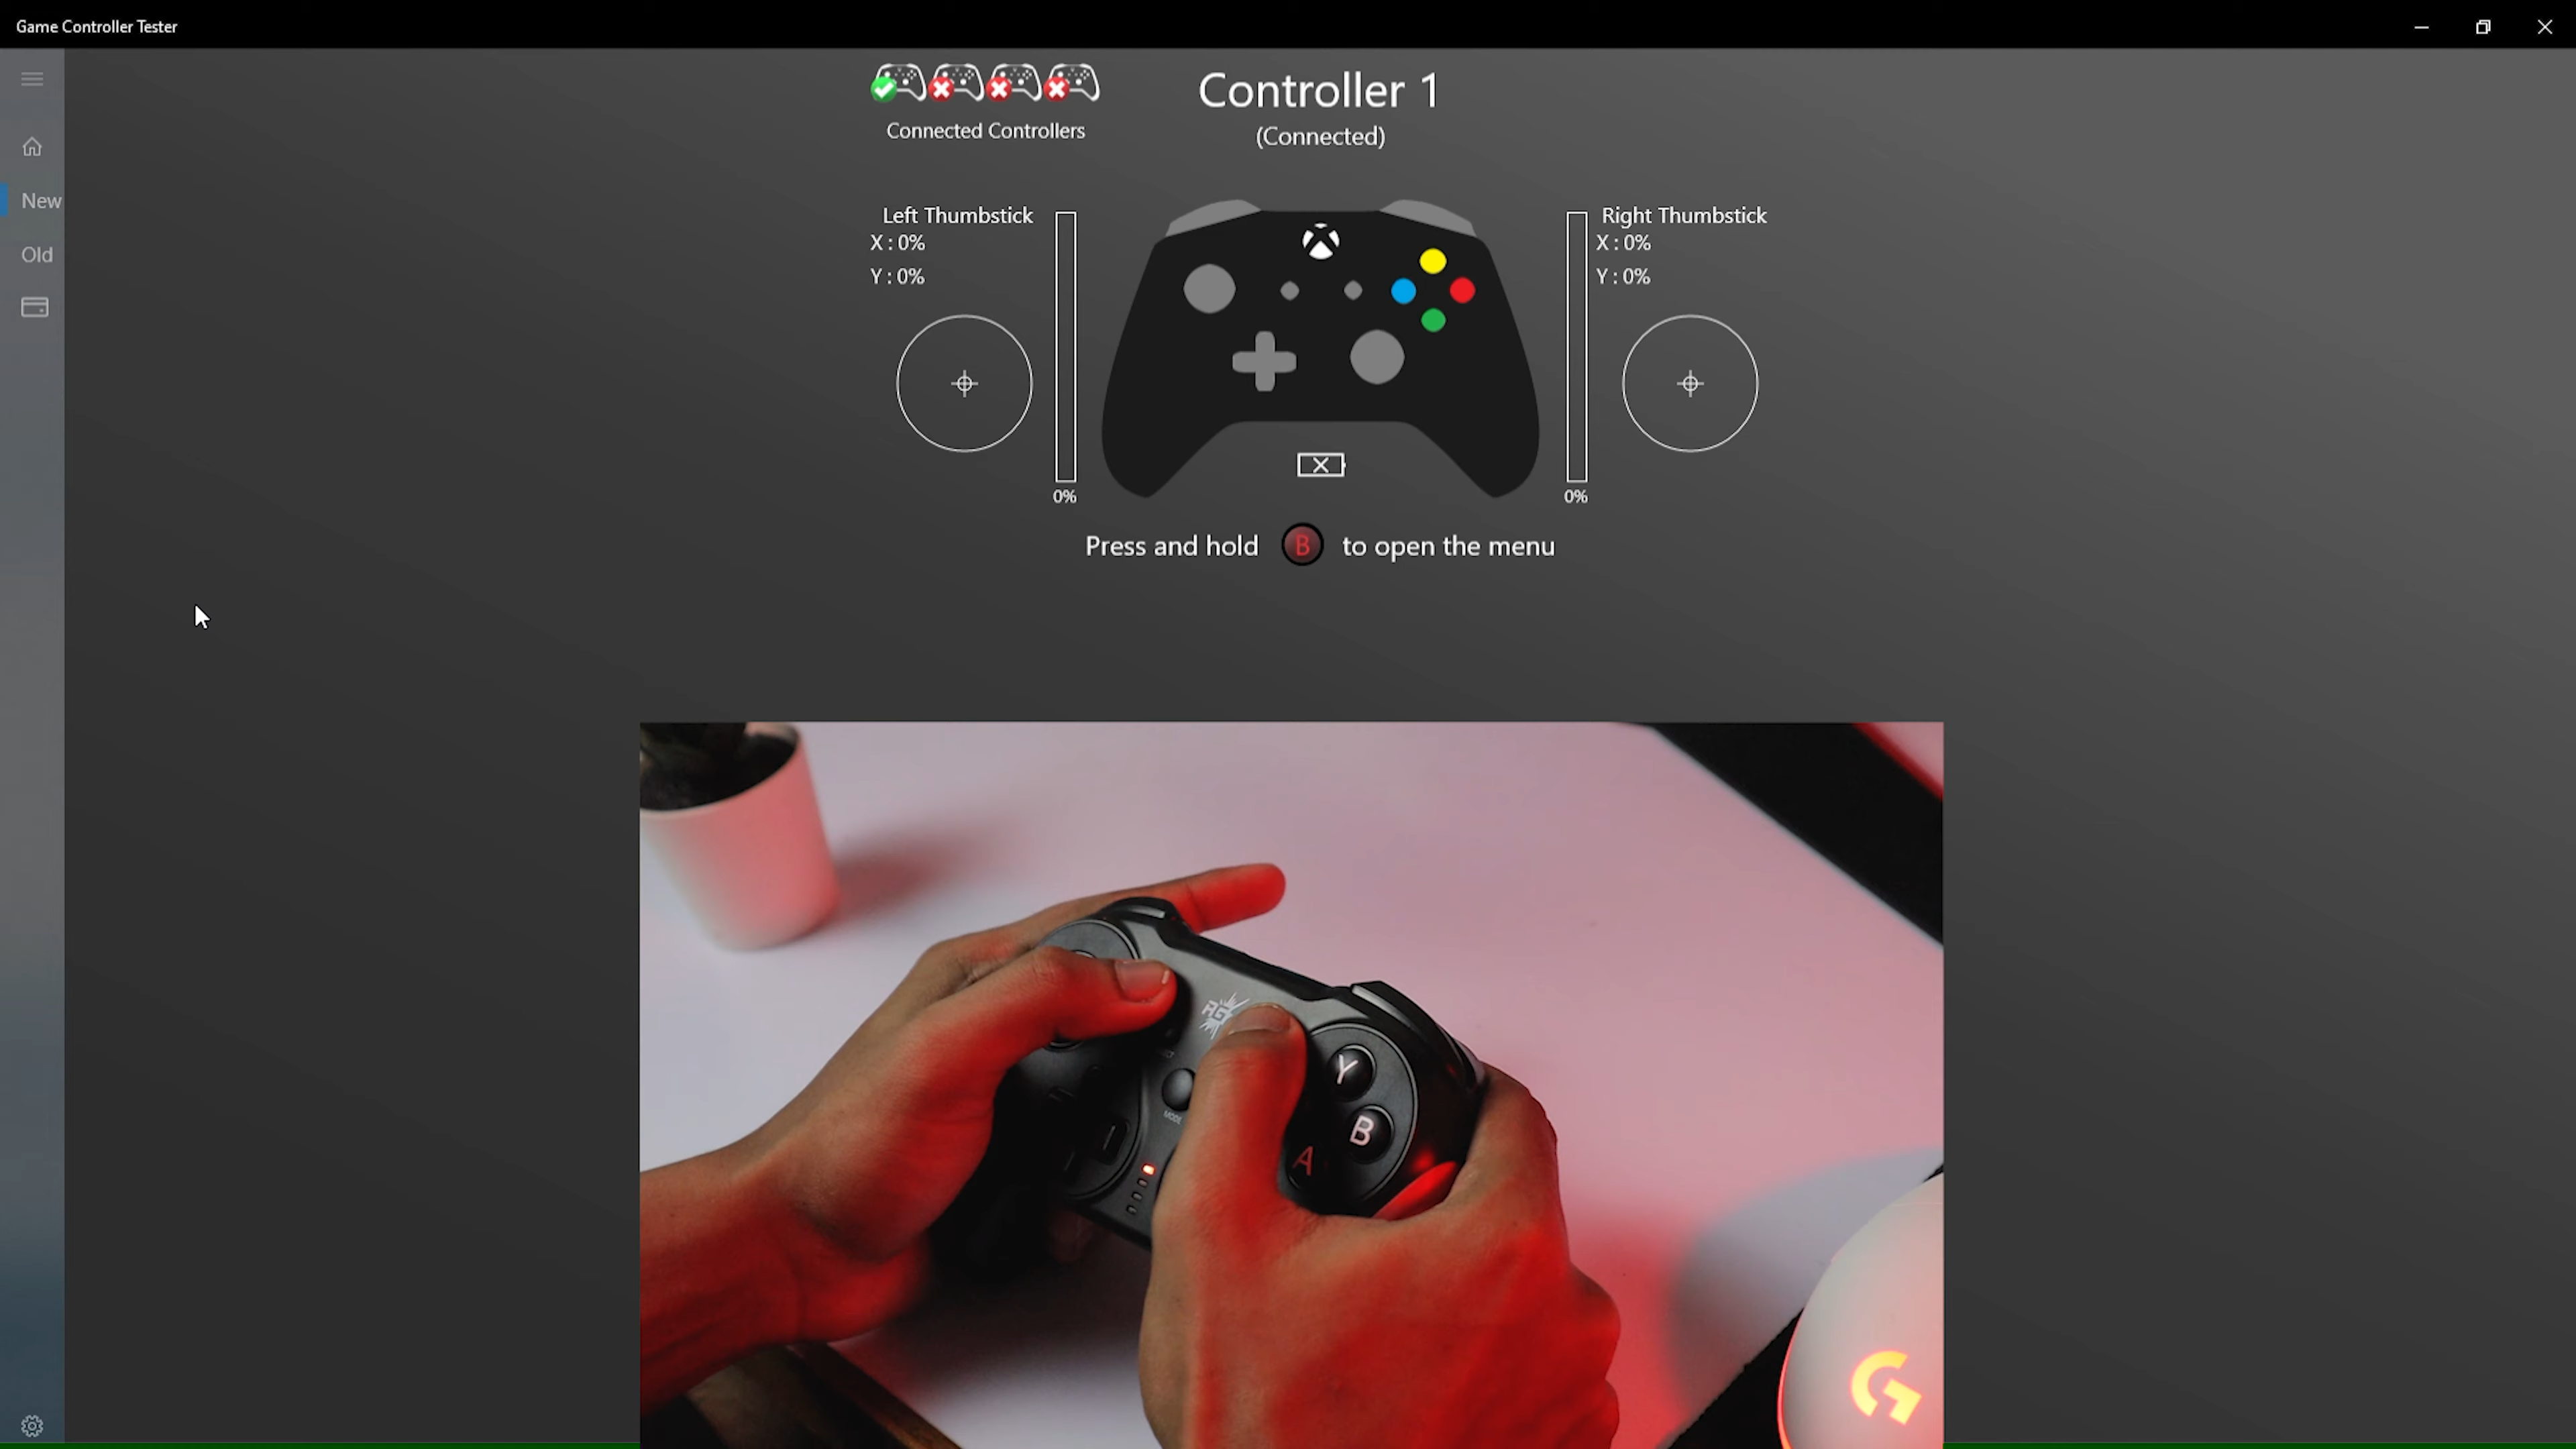 Game Controller Tester
New
Old
Connected Controllers
Controller 1
(Connected)
Left Thumbstick
X : 0%
Y : 0%
0%
Right Thumbstick
X : 0%
Y : 0%
0%
Press and hold B to open the menu
Y
B
A
MODE
G